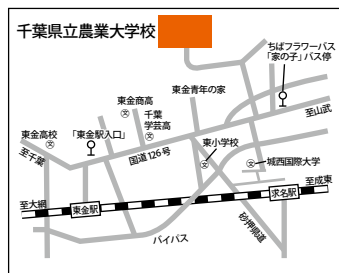 千葉県立農業大学校
ちばフラワーバス
「家の子」バス停
東金青年の家
東金商高
千葉
学芸高
東金高校
「東金駅入口」
至千葉
国道126号
東小学校
城西国際大学
至山武
至成東
至大網
東金駅
求名駅
バイパス
砂押県道